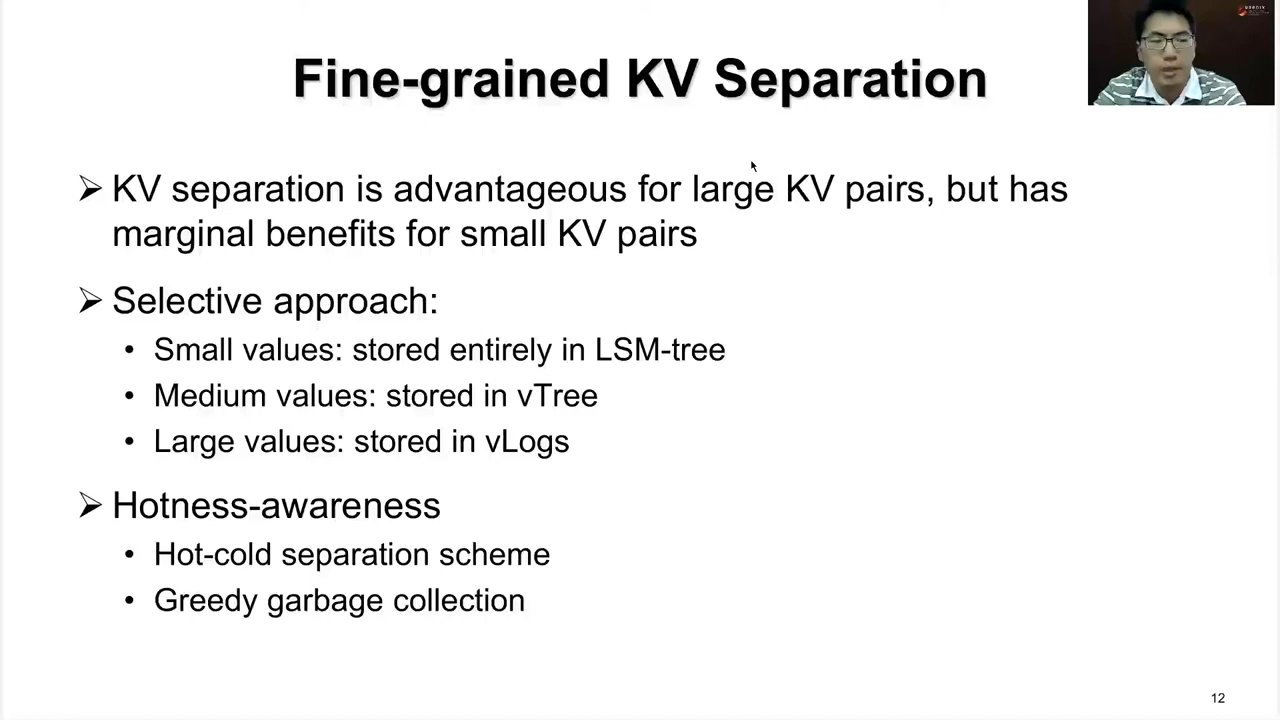 Fine-grained KV Separation
➢ KV separation is advantageous for large KV pairs, but has
marginal benefits for small KV pairs
➢ Selective approach:
• Small values: stored entirely in LSM-tree
• Medium values: stored in vTree
• Large values: stored in vLogs
➢ Hotness-awareness
• Hot-cold separation scheme
• Greedy garbage collection
12